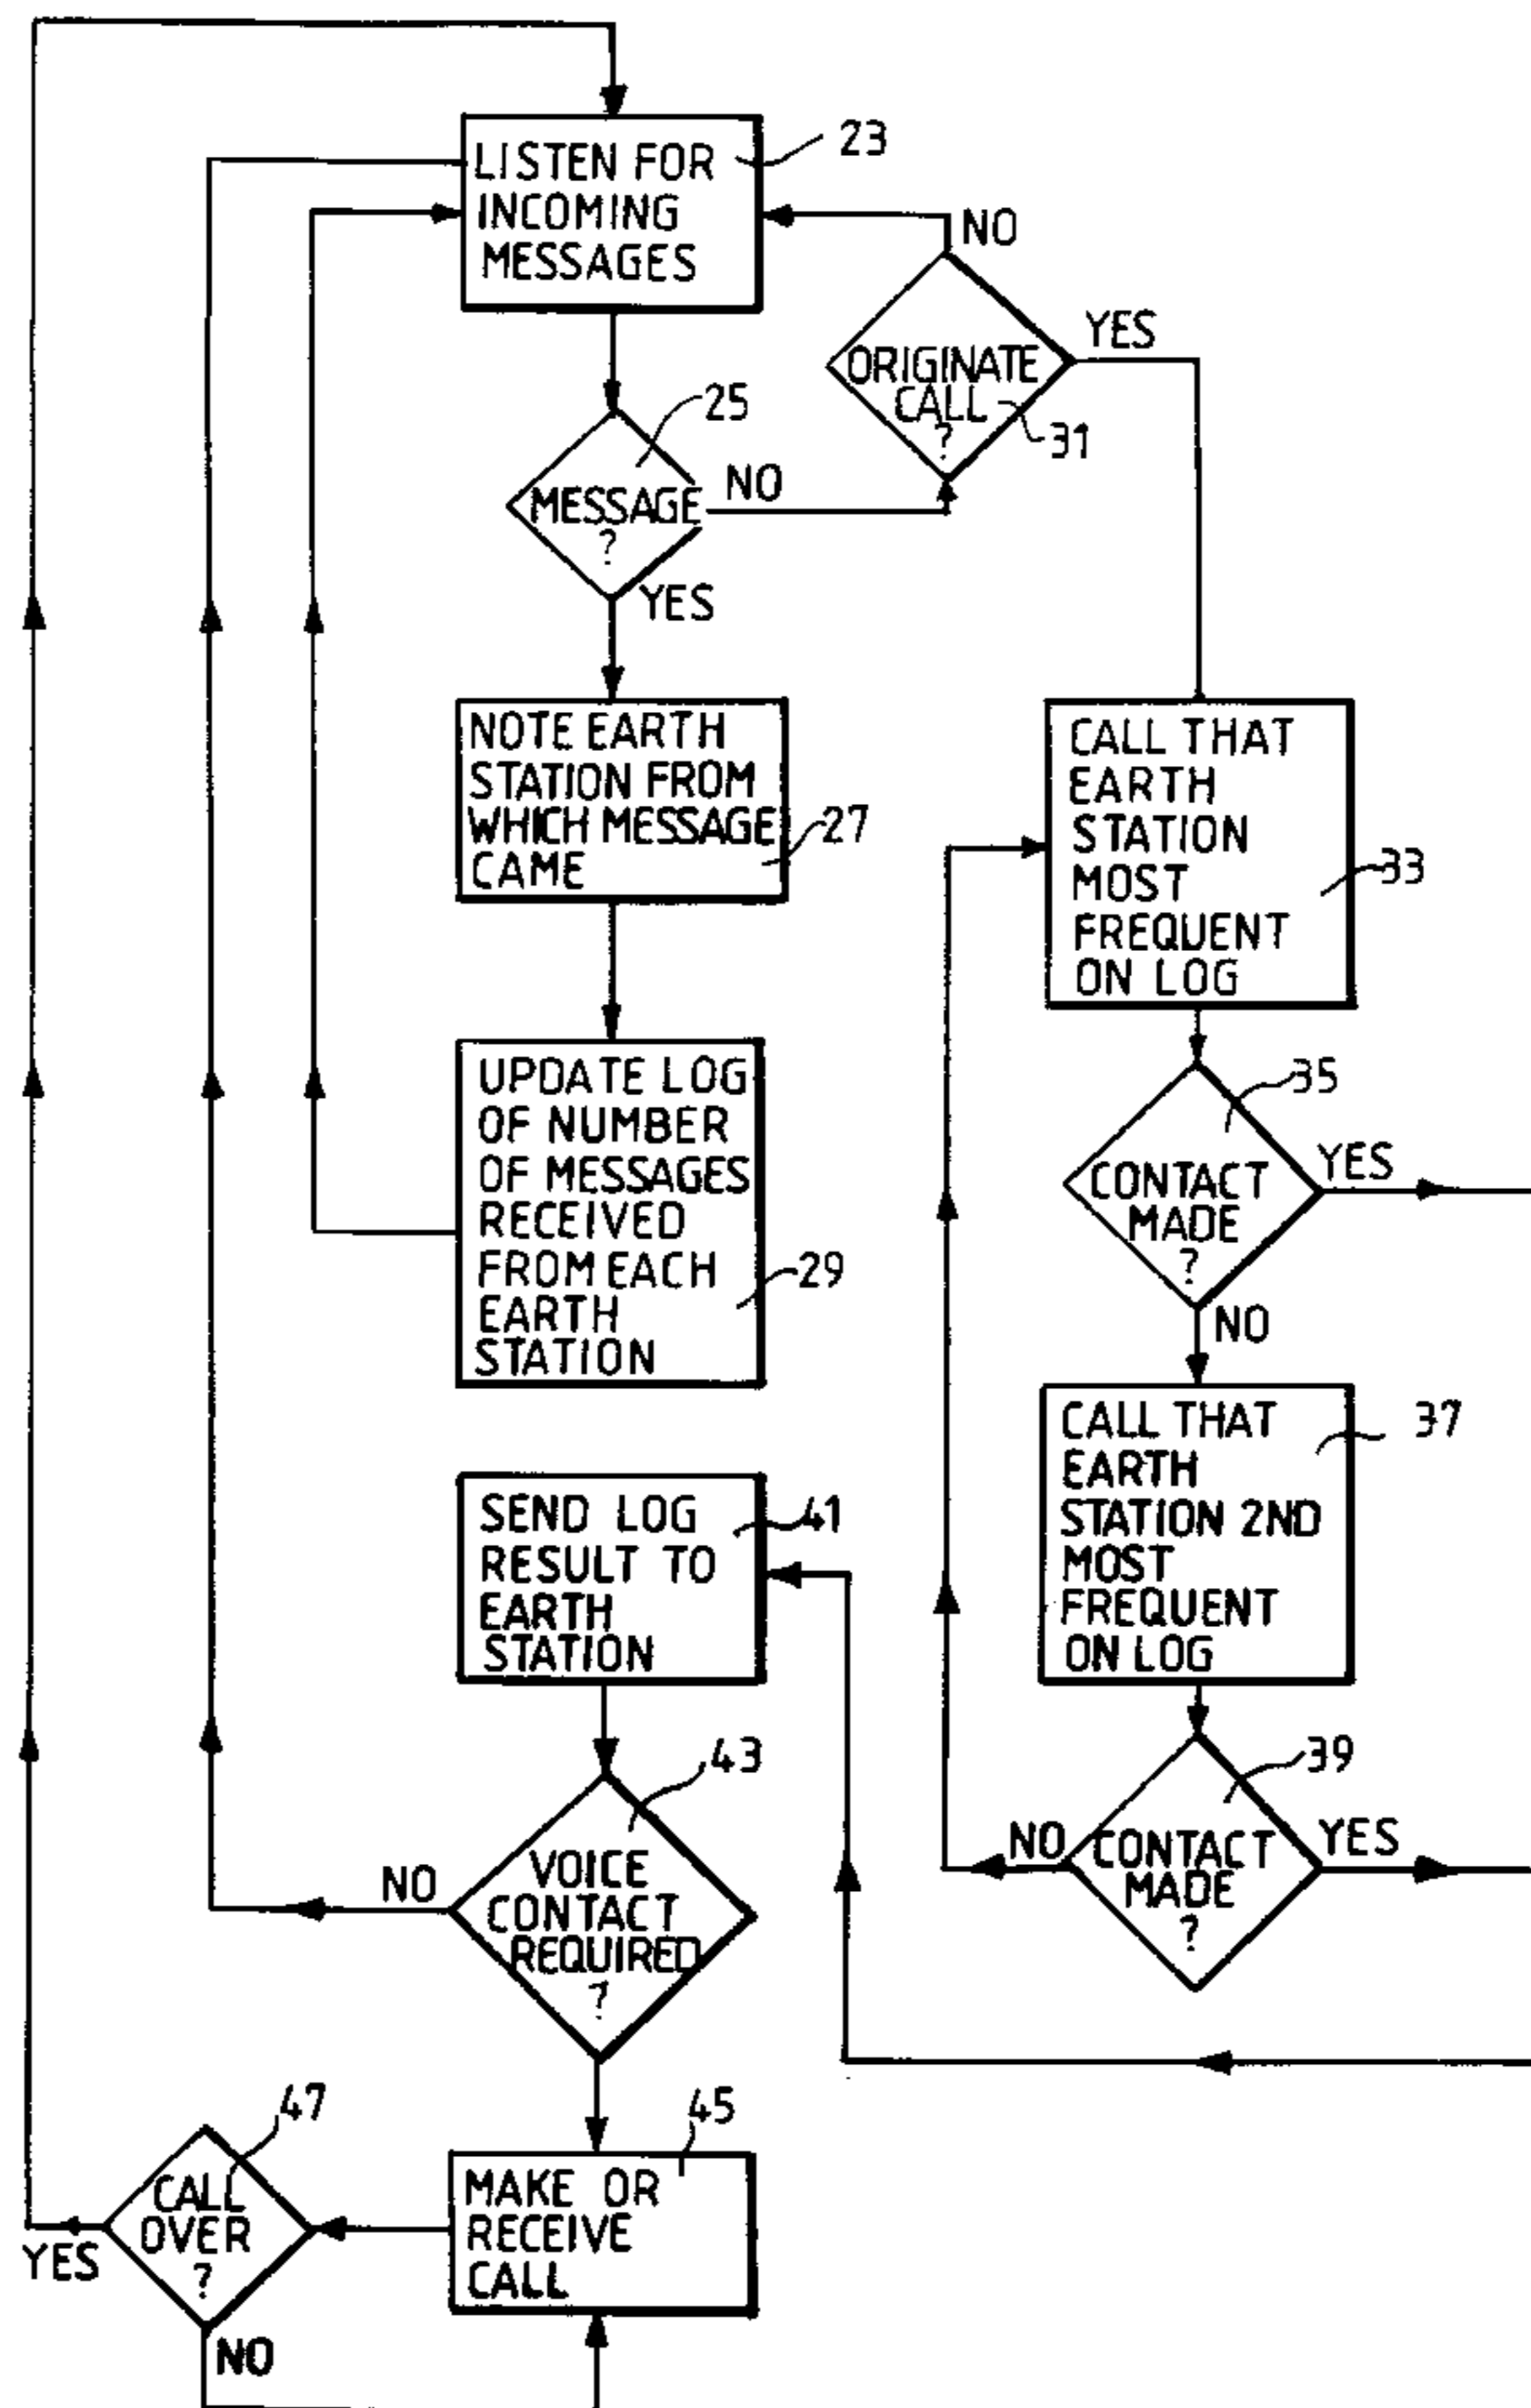 LISTEN FOR
INCOMING
MESSAGES
23
NO
ORIGINATE
CALL
?
31
YES
25
MESSAGE
?
NO
YES
NOTE EARTH
STATION FROM
WHICH MESSAGE
CAME
27
CALL THAT
EARTH
STATION
MOST
FREQUENT
ON LOG
33
UPDATE LOG
OF NUMBER
OF MESSAGES
RECEIVED
FROM EACH
EARTH
STATION
29
35
CONTACT
MADE
?
YES
NO
CALL THAT
EARTH
STATION 2ND
MOST
FREQUENT
ON LOG
37
SEND LOG
RESULT TO
EARTH
STATION
41
39
CONTACT
MADE
?
NO
YES
43
VOICE
CONTACT
REQUIRED
?
NO
45
MAKE OR
RECEIVE
CALL
47
CALL
OVER
?
YES
NO